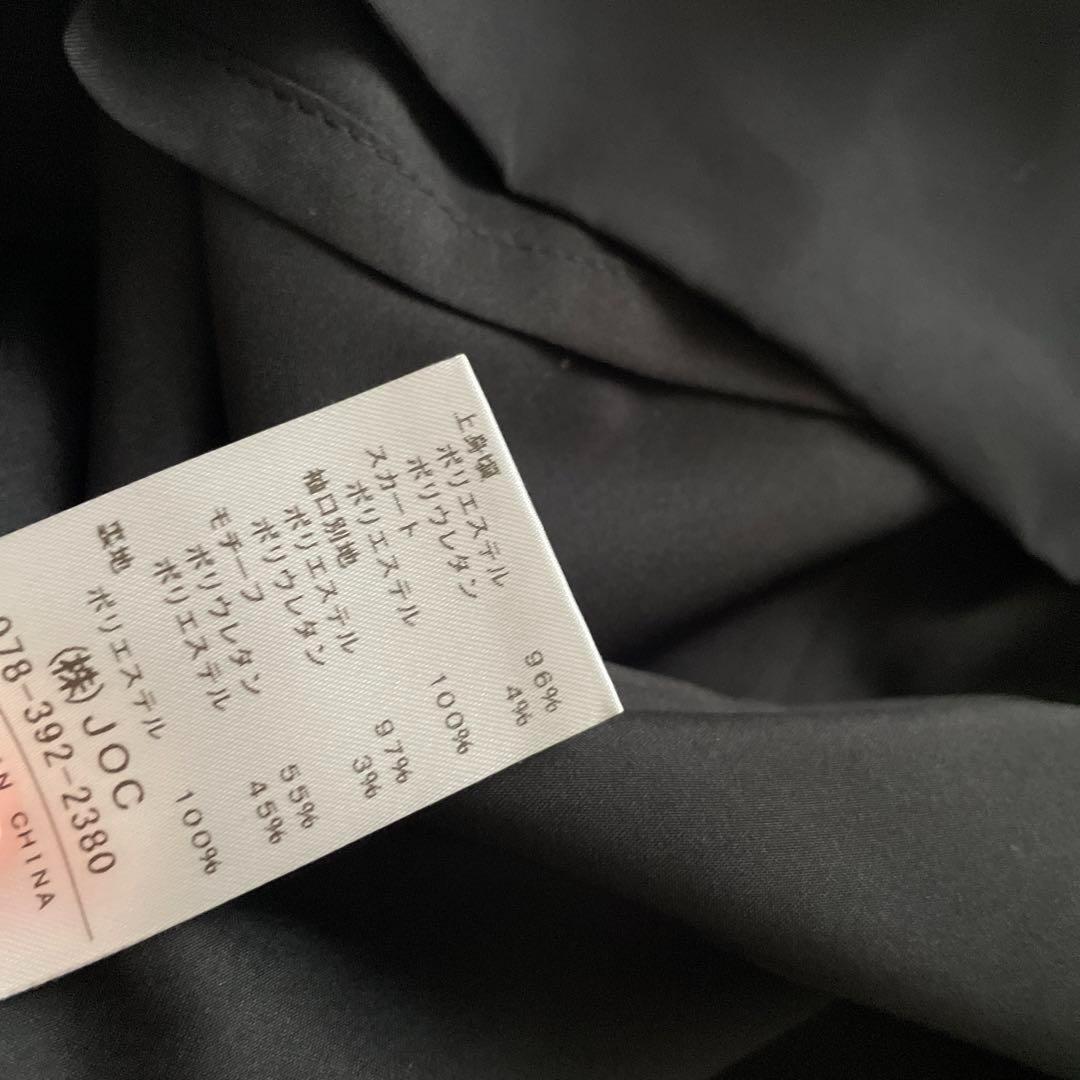 上身頃
ポリエステル 96%
ポリウレタン 4%
スカート
ポリエステル 100%
袖口別地
ポリエステル 97%
ポリウレタン 3%
モチーフ
ポリウレタン 55%
ポリエステル 45%
裏地
ポリエステル 100%
(株)JOC
078-392-2380
IN CHINA